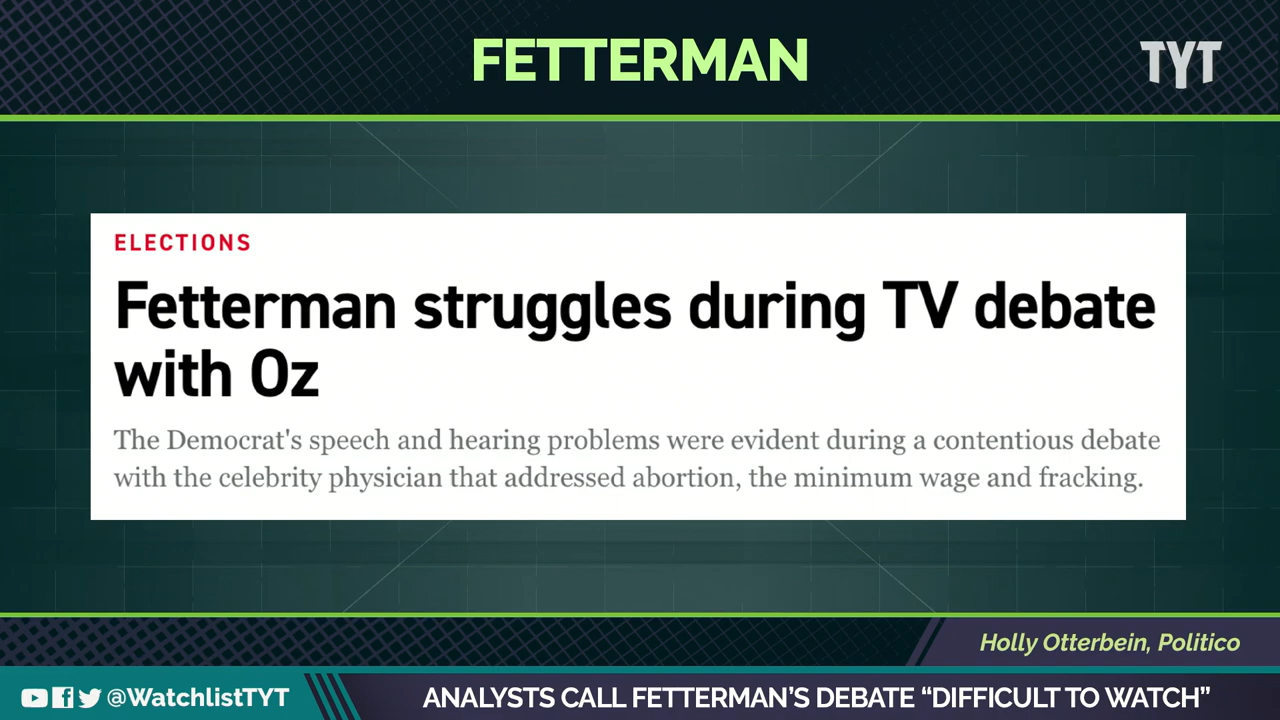 FETTERMAN
TYT
ELECTIONS
Fetterman struggles during TV debate
with Oz
The Democrat's speech and hearing problems were evident during a contentious debate
with the celebrity physician that addressed abortion, the minimum wage and fracking.
Holly Otterbein, Politico
@WatchlistTYT
ANALYSTS CALL FETTERMAN’S DEBATE “DIFFICULT TO WATCH”